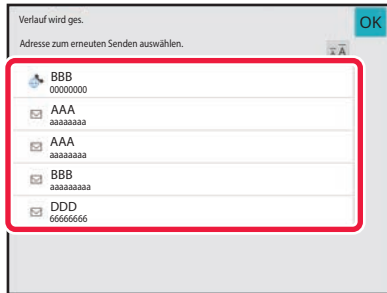 Verlauf wird ges.
OK
Adresse zum erneuten Senden auswählen.
A A
BBB
00000000
AAA
aaaaaaaa
AAA
aaaaaaaa
BBB
aaaaaaaaa
DDD
66666666